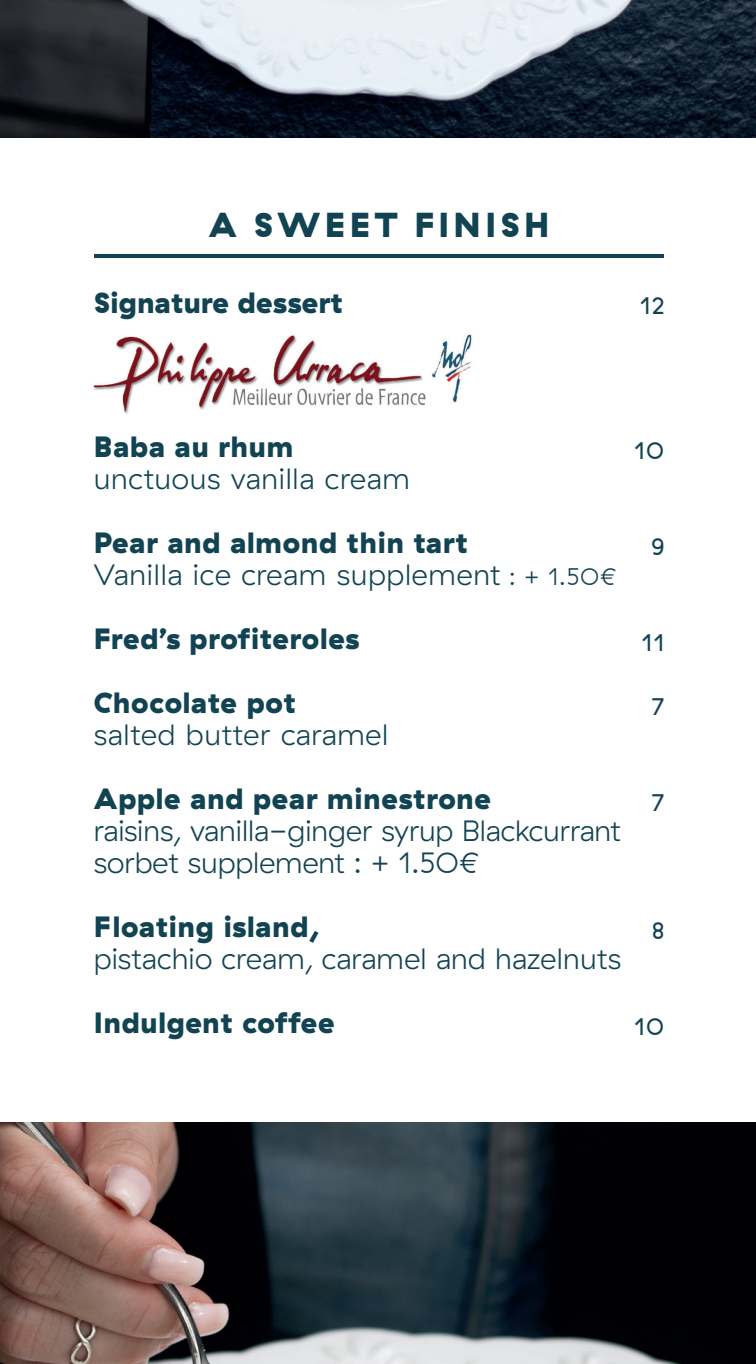 A SWEET FINISH
Signature dessert 12
Philippe Urraca
Mof
Meilleur Ouvrier de France
Baba au rhum 10
unctuous vanilla cream
Pear and almond thin tart 9
Vanilla ice cream supplement : + 1.50€
Fred’s profiteroles 11
Chocolate pot 7
salted butter caramel
Apple and pear minestrone 7
raisins, vanilla–ginger syrup Blackcurrant
sorbet supplement : + 1.50€
Floating island, 8
pistachio cream, caramel and hazelnuts
Indulgent coffee 10